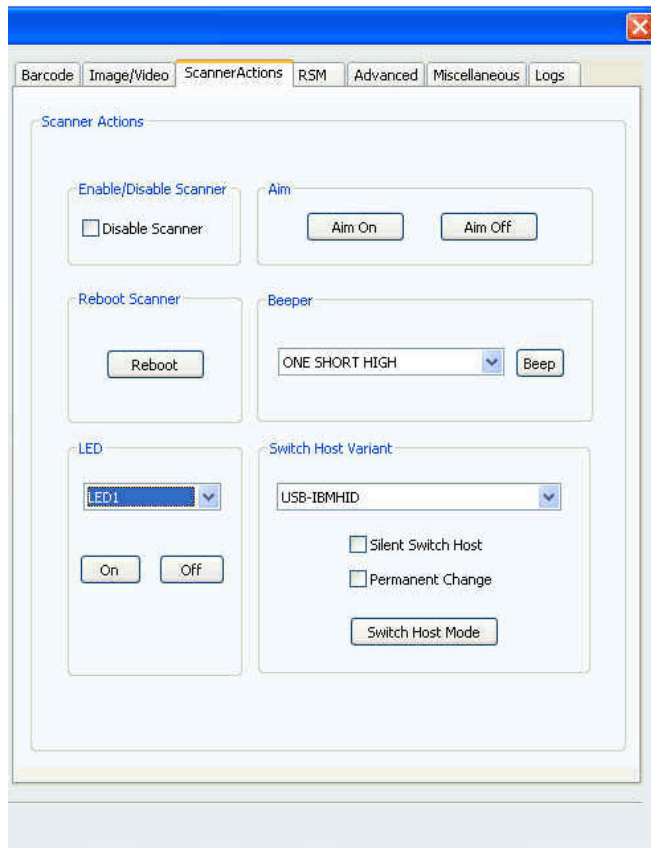 Barcode Image/Video ScannerActions RSM Advanced Miscellaneous Logs
Scanner Actions
Enable/Disable Scanner
Disable Scanner
Aim
Aim On Aim Off
Reboot Scanner
Reboot
Beeper
ONE SHORT HIGH Beep
LED
LED1
On Off
Switch Host Variant
USB-IBMHID
Silent Switch Host
Permanent Change
Switch Host Mode